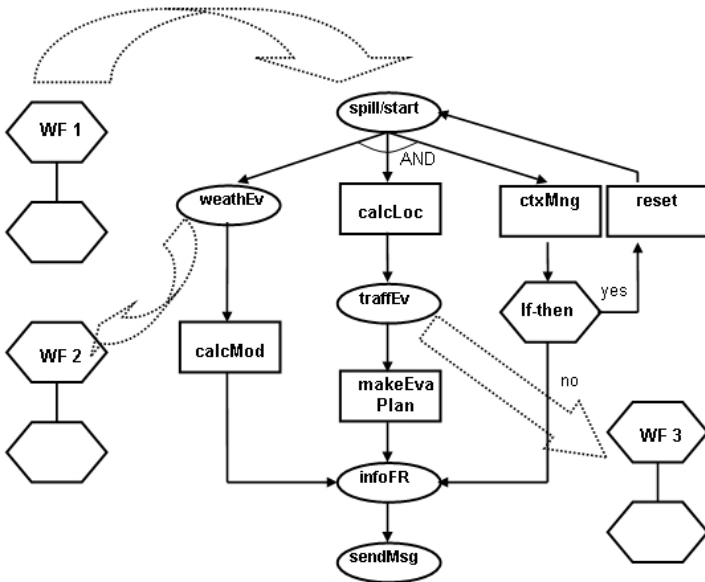 spill/start
WF 1
AND
weathEv
calcLoc
ctxMng
reset
traffEv
If-then
yes
WF 2
calcMod
makeEva
Plan
no
WF 3
infoFR
sendMsg